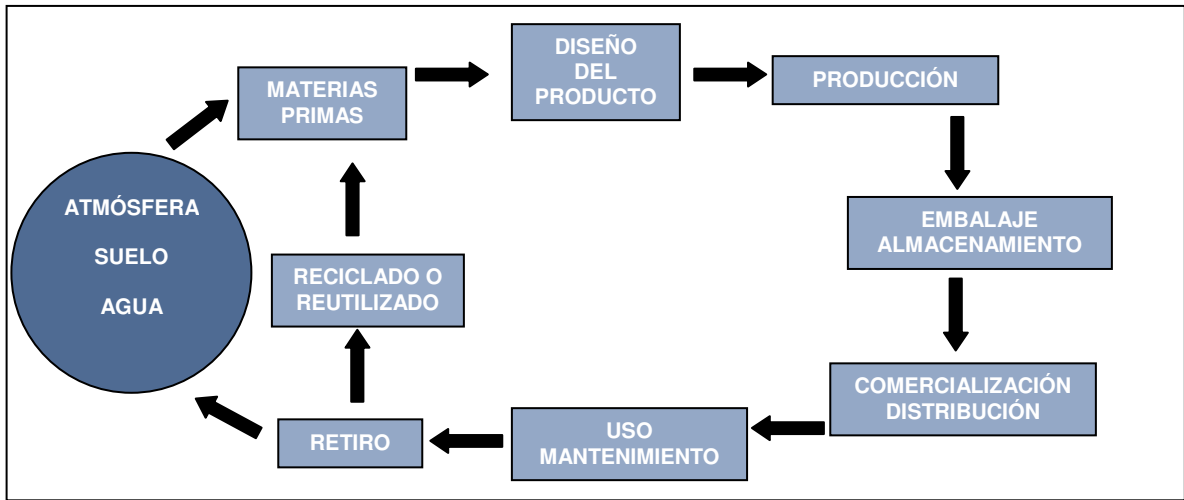 DISEÑO
DEL
PRODUCTO
MATERIAS
PRIMAS
PRODUCCIÓN
ATMÓSFERA
SUELO
AGUA
EMBALAJE
ALMACENAMIENTO
RECICLADO O
REUTILIZADO
COMERCIALIZACIÓN
DISTRIBUCIÓN
USO
MANTENIMIENTO
RETIRO